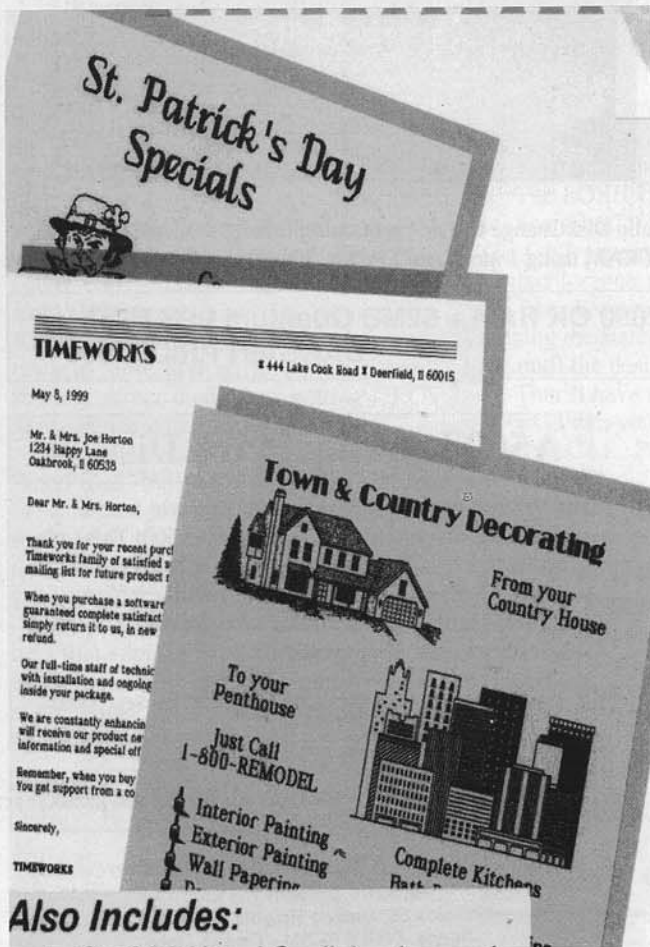 St. Patrick's Day
Specials
TIMEWORKS
444 Lake Cook Road
Deerfield, Il 60015
May 8, 1999
Mr. & Mrs. Joe Horton
1234 Happy Lane
Oakbrook, Il 60538
Dear Mr. & Mrs. Horton,
Thank you for your recent purc
Timeworks family of satisfied s
mailing list for future product
When you purchase a software
guaranteed complete satisfact
simply return it to us, in new
refund.
Our full-time staff of technic
with installation and ongoing
inside your package.
We are constantly enhancin
will receive our product ne
information and special off
Remember, when you buy
You get support from a co
Sincerely,
TIMEWORKS
Town & Country Decorating
From your
Country House
To your
Penthouse
Just Call
1-800-REMODEL
Interior Painting
Exterior Painting
Wall Papering
Complete Kitchens
Also Includes: